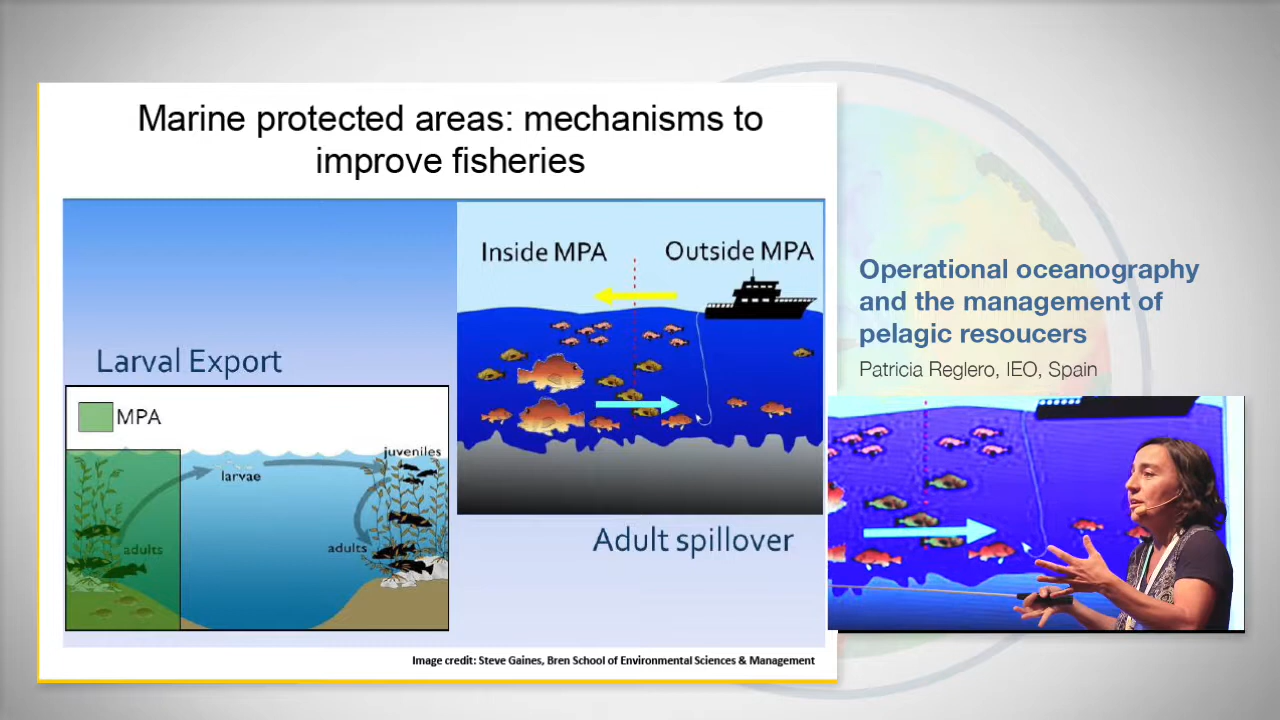 Marine protected areas: mechanisms to
improve fisheries
Larval Export
MPA
larvae
juveniles
adults
adults
Inside MPA
Outside MPA
Adult spillover
Image credit: Steve Gaines, Bren School of Environmental Sciences & Management
Operational oceanography
and the management of
pelagic resoucers
Patricia Reglero, IEO, Spain